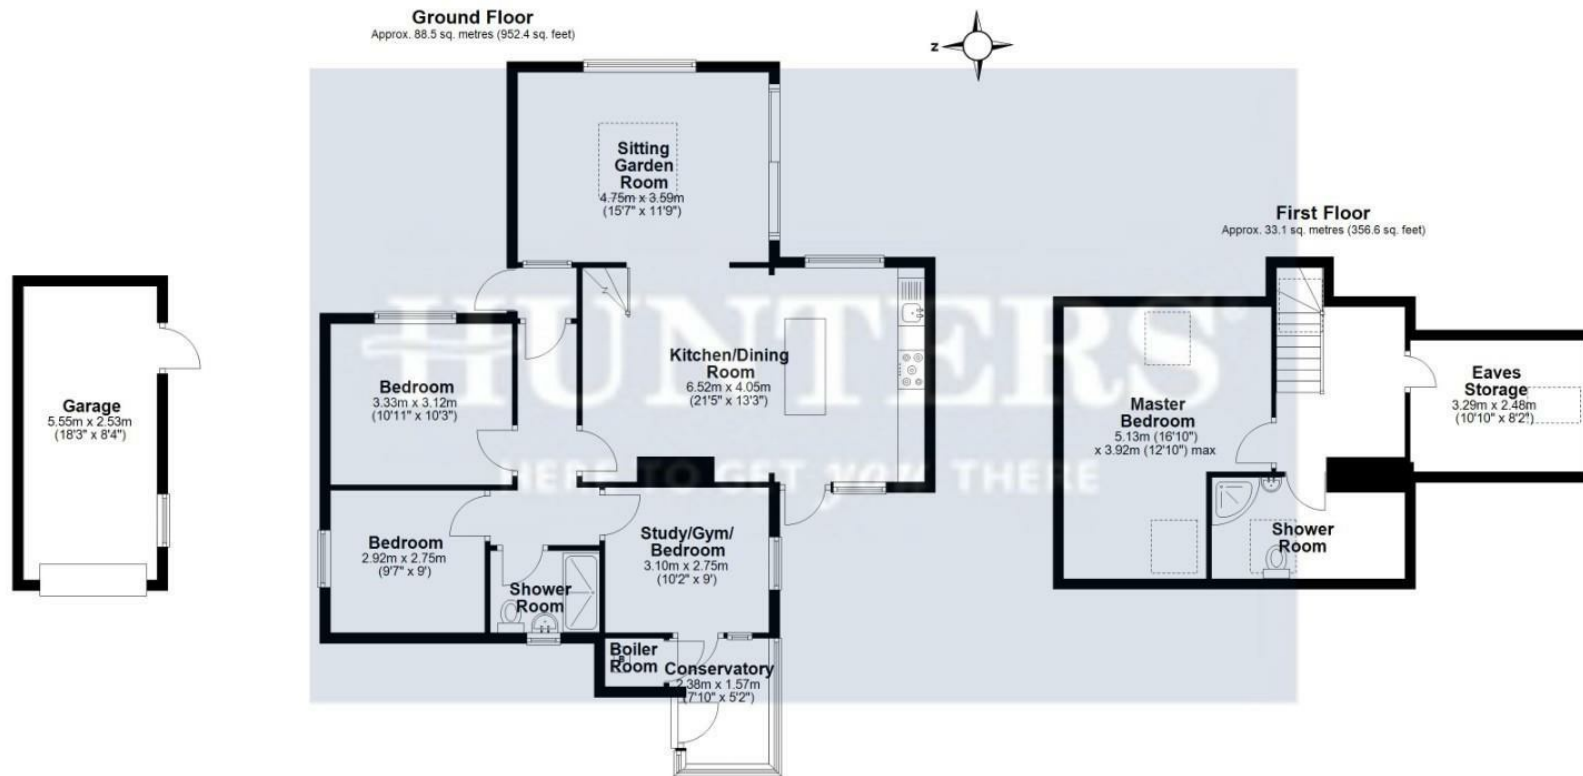 Ground Floor
Approx. 88.5 sq. metres (952.4 sq. feet)
z
Sitting
Garden
Room
4.75m x 3.59m
(15'7" x 11'9")
First Floor
Approx. 33.1 sq. metres (356.6 sq. feet)
HUNTERS
HERE TO GET you THERE
Garage
5.55m x 2.53m
(18'3" x 8'4")
Bedroom
3.33m x 3.12m
(10'11" x 10'3")
Kitchen/Dining
Room
6.52m x 4.05m
(21'5" x 13'3")
Master
Bedroom
5.13m (16'10")
x 3.92m (12'10") max
Eaves
Storage
3.29m x 2.48m
(10'10" x 8'2")
Bedroom
2.92m x 2.75m
(9'7" x 9')
Shower
Room
Study/Gym/
Bedroom
3.10m x 2.75m
(10'2" x 9')
Shower
Room
Boiler
Room
Conservatory
2.38m x 1.57m
(7'10" x 5'2")